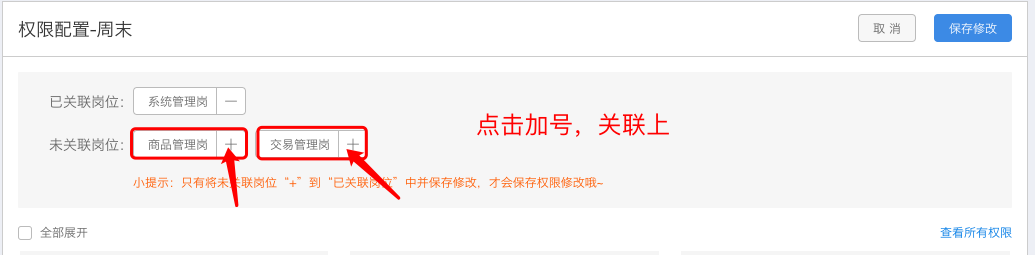 权限配置-周末
取 消
保存修改
已关联岗位：
系统管理岗
点击加号，关联上
未关联岗位：
商品管理岗 +
交易管理岗 +
小提示：只有将未关联岗位“+”到“已关联岗位”中并保存修改，才会保存权限修改哦~
全部展开
查看所有权限